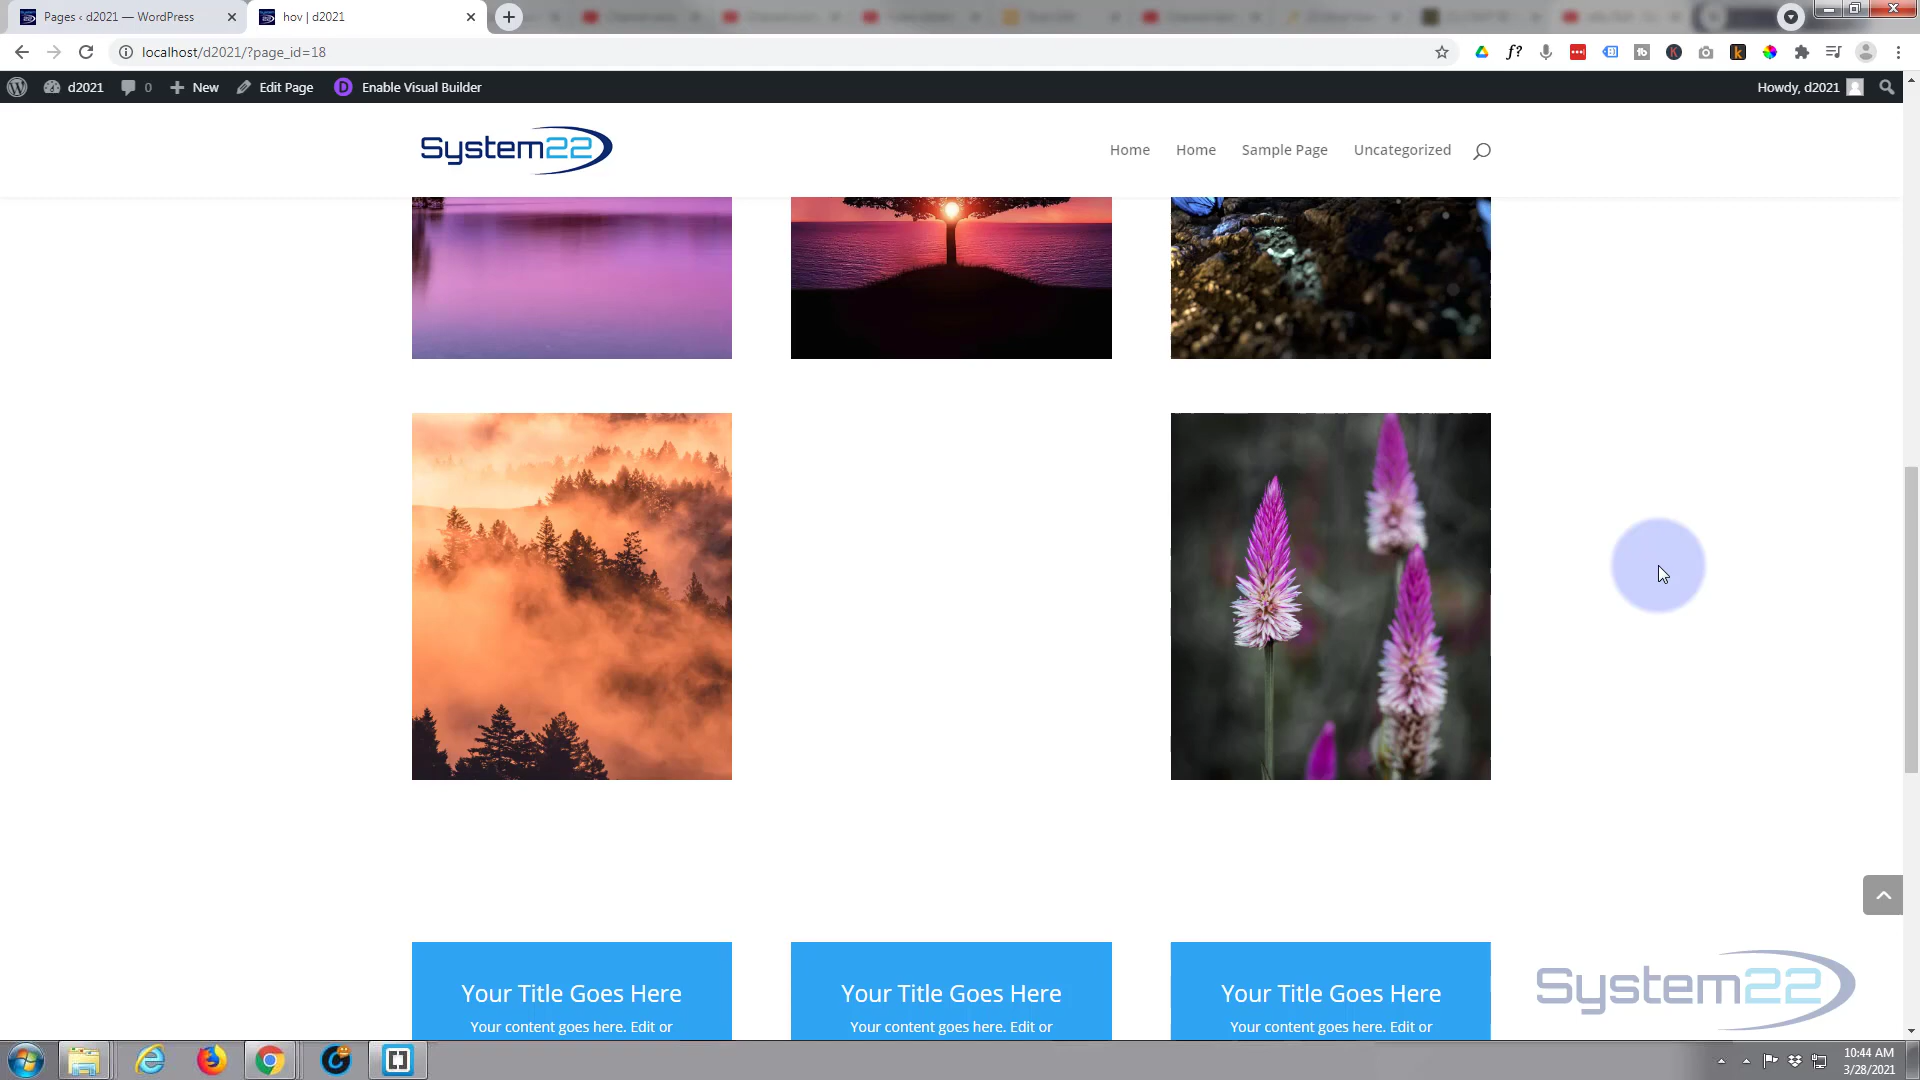 Pages ‹ d2021 — WordPress
hov | d2021
localhost/d2021/?page_id=18
d2021
0
New
Edit Page
Enable Visual Builder
Howdy, d2021
System22
Home
Home
Sample Page
Uncategorized
Your Title Goes Here
Your content goes here. Edit or
Your Title Goes Here
Your content goes here. Edit or
Your Title Goes Here
Your content goes here. Edit or
System22
10:44 AM
3/28/2021